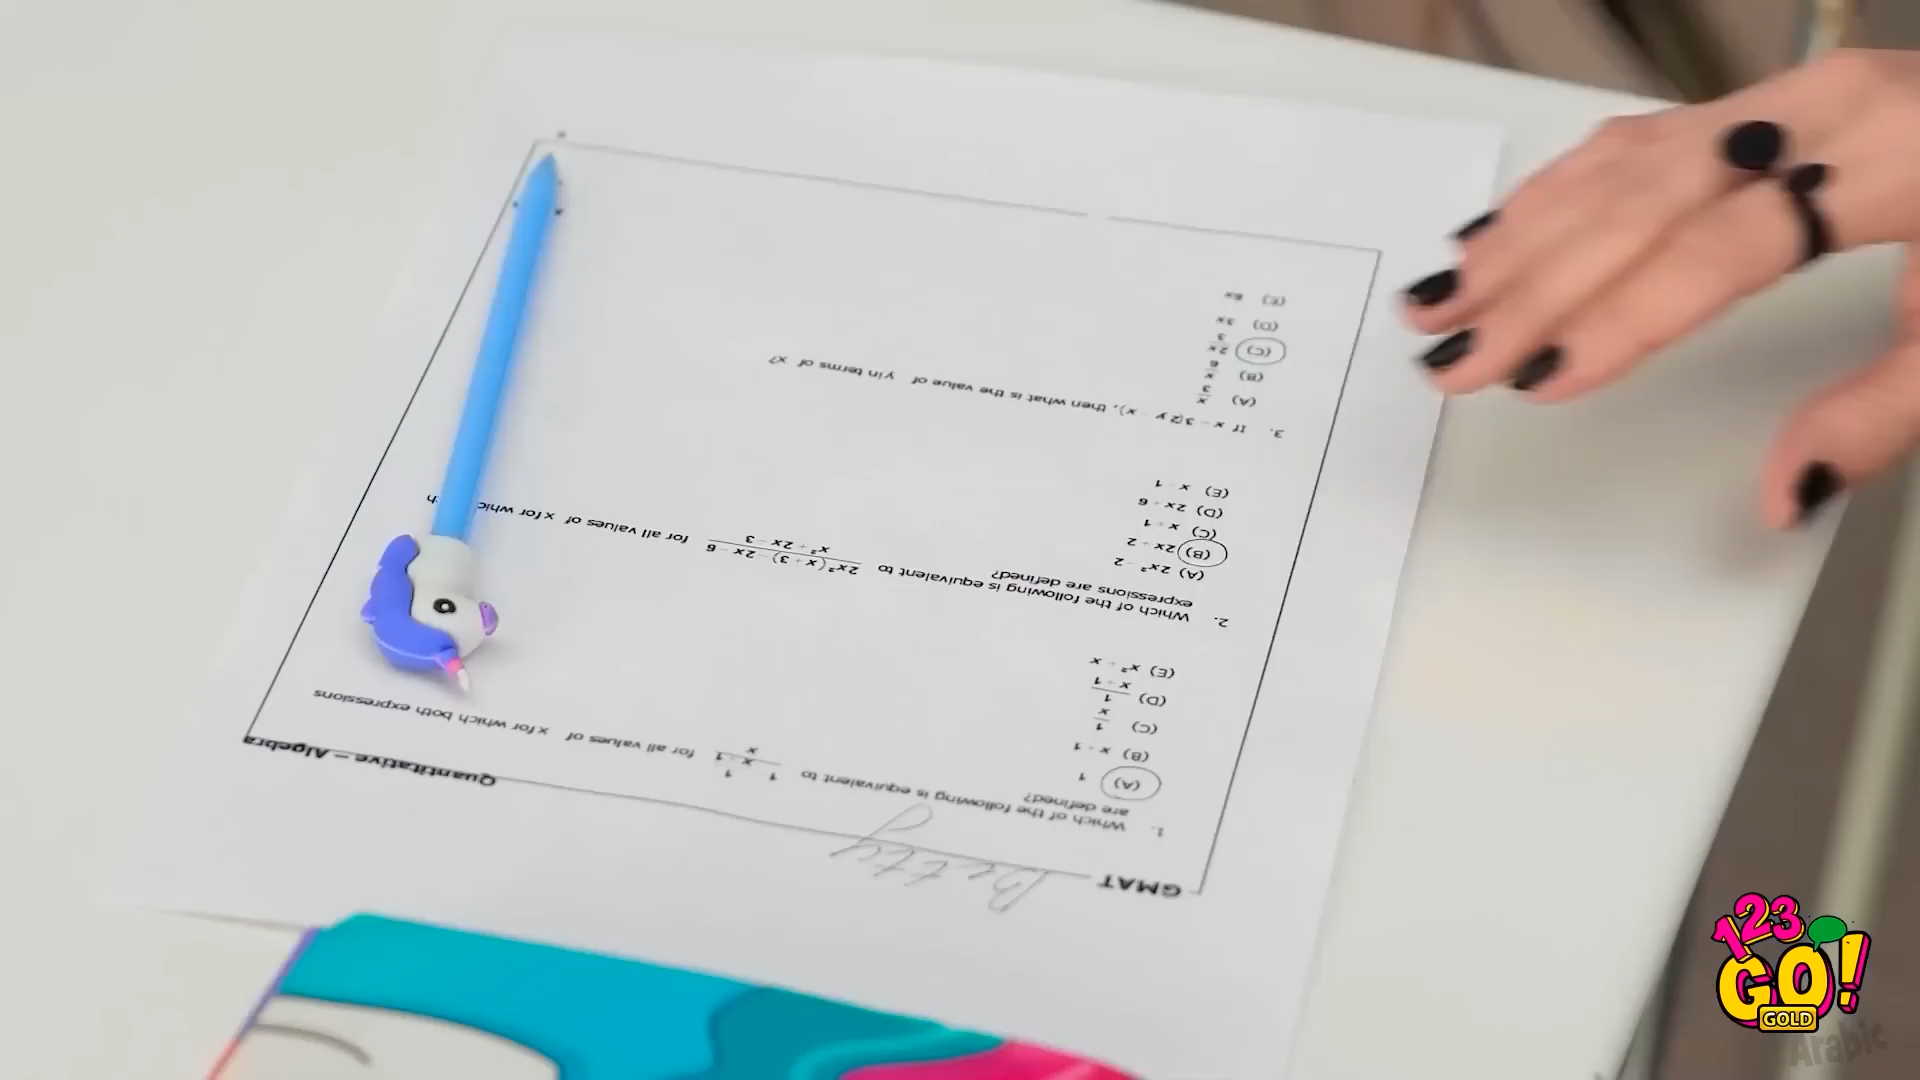 GMAT
Quantitative – Algebra
Betty
1. Which of the following is equivalent to 1/x-1 - 1/x for all values of x for which both expressions
are defined?
(A) 1
(B) x - 1
(C) 1/x
(D) 1/x+1
(E) x² + x
2. Which of the following is equivalent to 2x²(x+3)-2x-6/x²+2x-3 for all values of x for which
expressions are defined?
(A) 2x² - 2
(B) 2x + 2
(C) x + 1
(D) 2x + 6
(E) x - 1
3. If x = 3(2y - x), then what is the value of y in terms of x?
(A) x/3
(B) x/6
(C) 2x/3
(D) 3x
(E) 6x
123
GO!
GOLD
Arabic